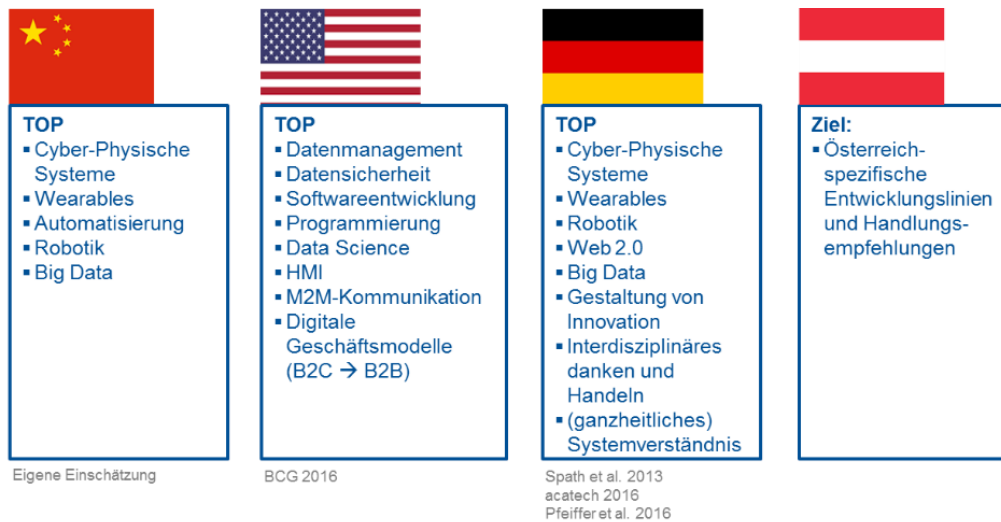 TOP
▪ Cyber-Physische
Systeme
▪ Wearables
▪ Automatisierung
▪ Robotik
▪ Big Data
Eigene Einschätzung
TOP
▪ Datenmanagement
▪ Datensicherheit
▪ Softwareentwicklung
▪ Programmierung
▪ Data Science
▪ HMI
▪ M2M-Kommunikation
▪ Digitale
Geschäftsmodelle
(B2C → B2B)
BCG 2016
TOP
▪ Cyber-Physische
Systeme
▪ Wearables
▪ Robotik
▪ Web 2.0
▪ Big Data
▪ Gestaltung von
Innovation
▪ Interdisziplinäres
danken und
Handeln
▪ (ganzheitliches)
Systemverständnis
Spath et al. 2013
acatech 2016
Pfeiffer et al. 2016
Ziel:
▪ Österreich-
spezifische
Entwicklungslinien
und Handlungs-
empfehlungen